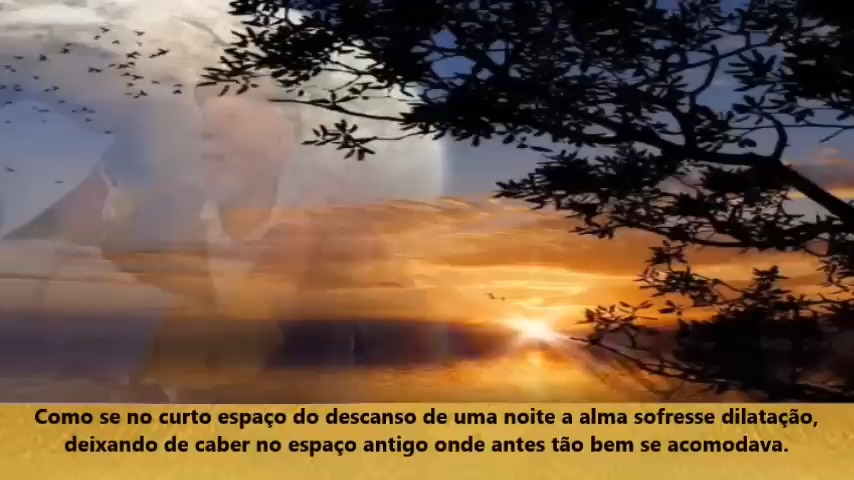 Como se no curto espaço do descanso de uma noite a alma sofresse dilatação,
deixando de caber no espaço antigo onde antes tão bem se acomodava.